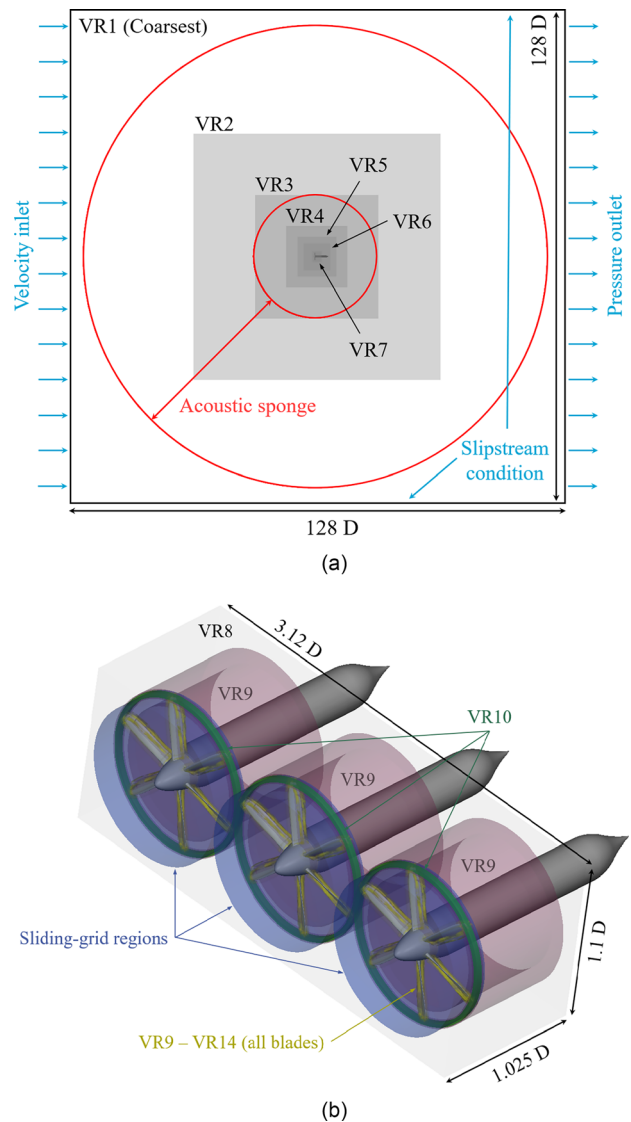 VR1 (Coarsest)
128 D
VR2
VR5
VR3
VR4
VR6
VR7
Velocity inlet
Pressure outlet
Acoustic sponge
Slipstream
condition
128 D
(a)
3.12 D
VR8
VR9
VR10
VR9
VR9
Sliding-grid regions
1.1 D
VR9 – VR14 (all blades)
1.025 D
(b)